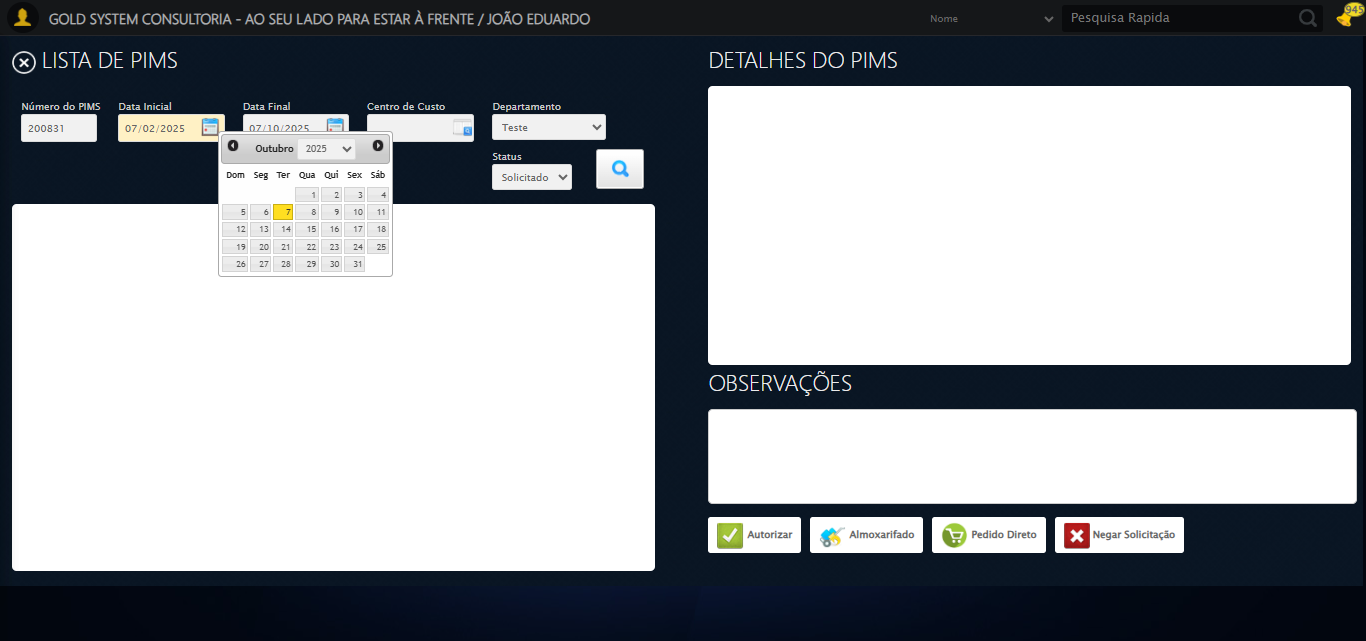 GOLD SYSTEM CONSULTORIA - AO SEU LADO PARA ESTAR À FRENTE / JOÃO EDUARDO
Nome
Pesquisa Rapida
945
LISTA DE PIMS
Número do PIMS
Data Inicial
Data Final
Centro de Custo
Departamento
200831
07/02/2025
07/10/2025
Teste
Status
Solicitado
Outubro 2025
Dom Seg Ter Qua Qui Sex Sáb
1 2 3 4
5 6 7 8 9 10 11
12 13 14 15 16 17 18
19 20 21 22 23 24 25
26 27 28 29 30 31
DETALHES DO PIMS
OBSERVAÇÕES
Autorizar
Almoxarifado
Pedido Direto
Negar Solicitação